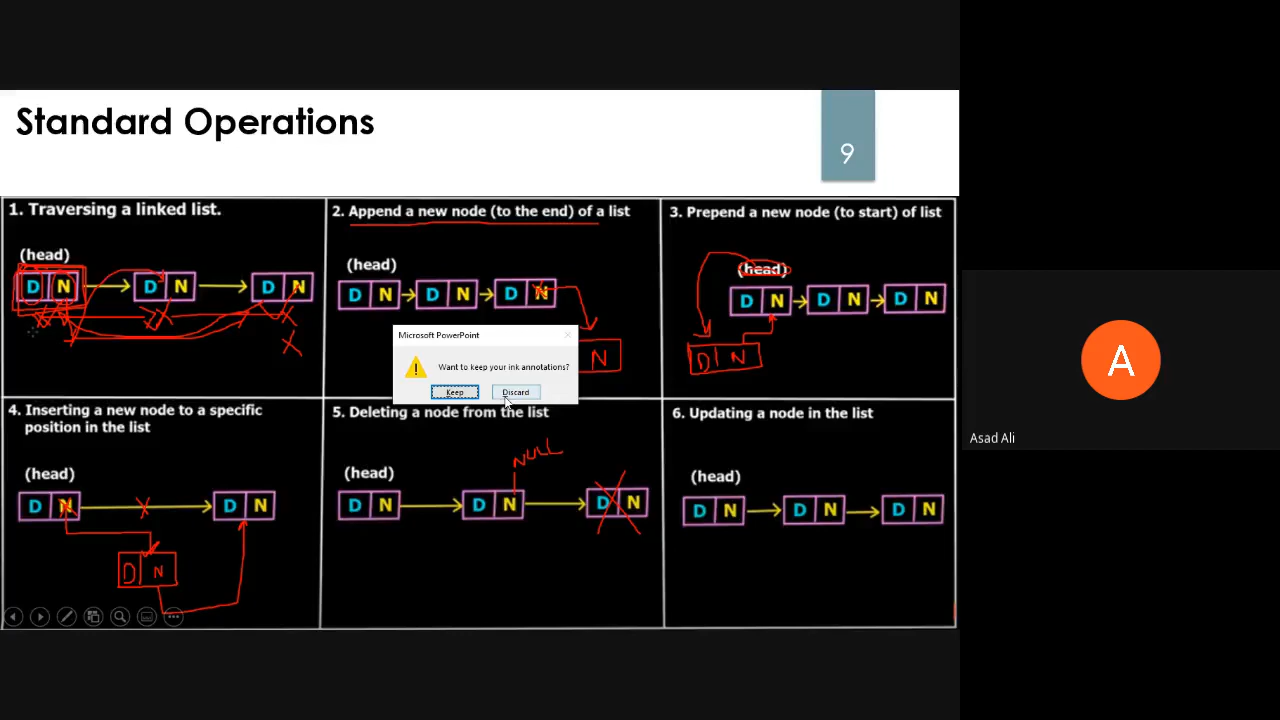 Standard Operations
9
1. Traversing a linked list.
(head)
D N D N D N
2. Append a new node (to the end) of a list
(head)
D N D N D N
N
3. Prepend a new node (to start) of list
(head)
D N D N D N
D N
Microsoft PowerPoint
Want to keep your ink annotations?
Keep Discard
4. Inserting a new node to a specific
position in the list
(head)
D N D N
D N
5. Deleting a node from the list
NULL
(head)
D N D N D N
6. Updating a node in the list
(head)
D N D N D N
A
Asad Ali